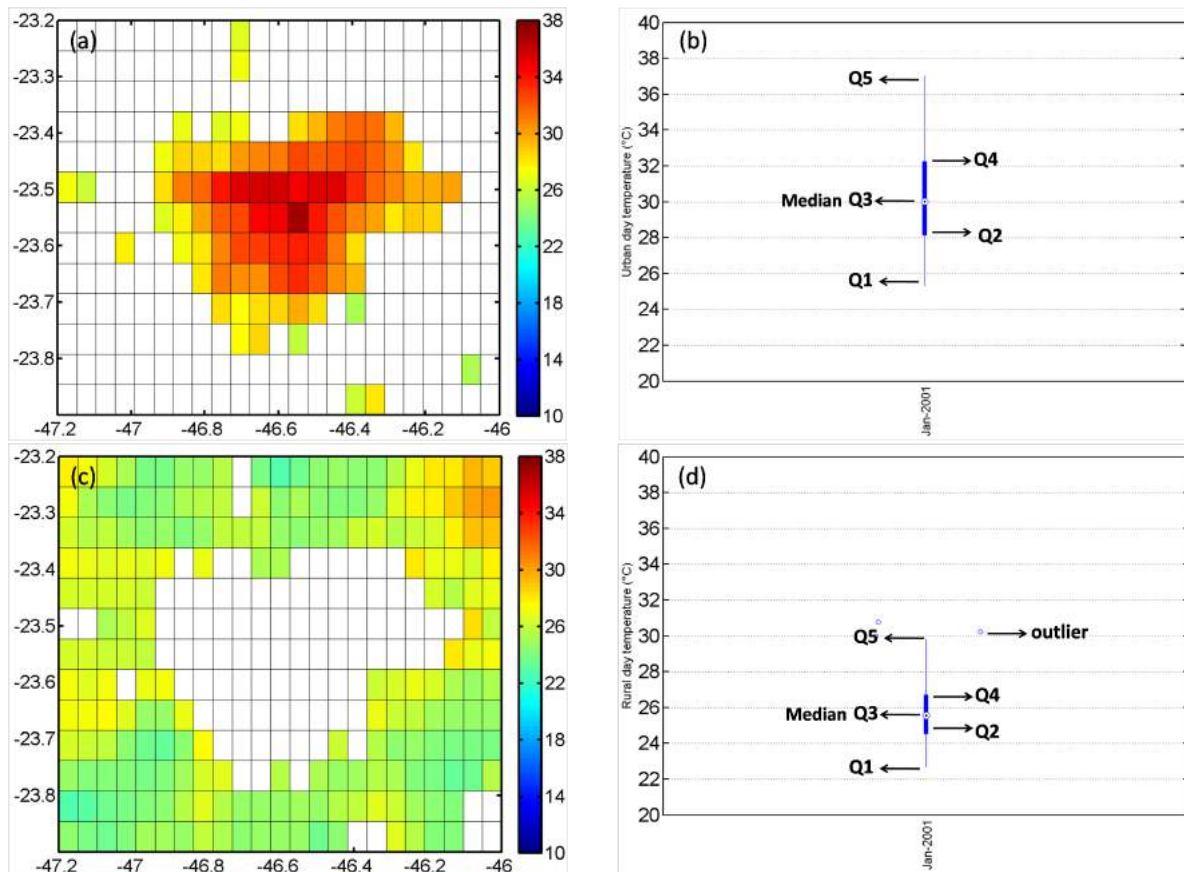 (a)
-23.2
-23.3
-23.4
-23.5
-23.6
-23.7
-23.8
-47.2 -47 -46.8 -46.6 -46.4 -46.2 -46
38
34
30
26
22
18
14
10
(b)
Urban day temperature (°C)
40
38
36
34
32
30
28
26
24
22
20
Q5
Q4
Median Q3
Q2
Q1
Jan-2001
(c)
-23.2
-23.3
-23.4
-23.5
-23.6
-23.7
-23.8
-47.2 -47 -46.8 -46.6 -46.4 -46.2 -46
38
34
30
26
22
18
14
10
(d)
Rural day temperature (°C)
40
38
36
34
32
30
28
26
24
22
20
Q5
outlier
Q4
Median Q3
Q2
Q1
Jan-2001